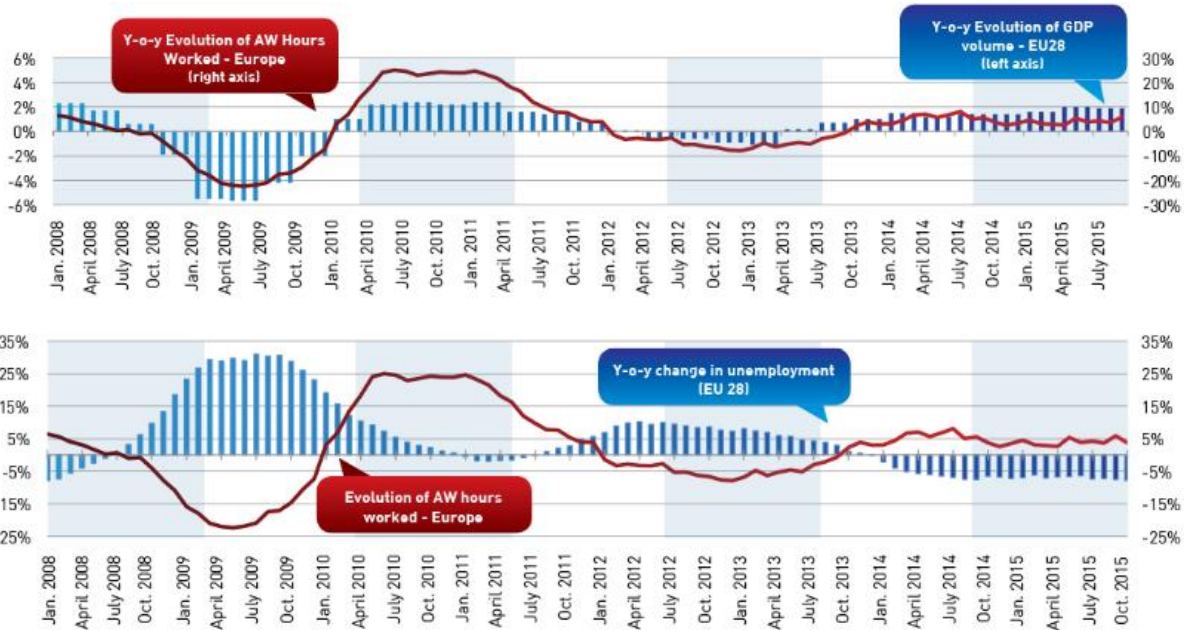 Y-o-y Evolution of AW Hours
Worked - Europe
(right axis)
Y-o-y Evolution of GDP
volume - EU28
(left axis)
6%
4%
2%
0%
-2%
-4%
-6%
30%
20%
10%
0%
-10%
-20%
-30%
Jan. 2008
April 2008
July 2008
Oct. 2008
Jan. 2009
April 2009
July 2009
Oct. 2009
Jan. 2010
April 2010
July 2010
Oct. 2010
Jan. 2011
April 2011
July 2011
Oct. 2011
Jan. 2012
April 2012
July 2012
Oct. 2012
Jan. 2013
April 2013
July 2013
Oct. 2013
Jan. 2014
April 2014
July 2014
Oct. 2014
Jan. 2015
April 2015
July 2015
35%
25%
15%
5%
-5%
-15%
-25%
Y-o-y change in unemployment
(EU 28)
Evolution of AW hours
worked - Europe
35%
25%
15%
5%
-5%
-15%
-25%
Jan. 2008
April 2008
July 2008
Oct. 2008
Jan. 2009
April 2009
July 2009
Oct. 2009
Jan. 2010
April 2010
July 2010
Oct. 2010
Jan. 2011
April 2011
July 2011
Oct. 2011
Jan. 2012
April 2012
July 2012
Oct. 2012
Jan. 2013
April 2013
July 2013
Oct. 2013
Jan. 2014
April 2014
July 2014
Oct. 2014
Jan. 2015
April 2015
July 2015
Oct. 2015